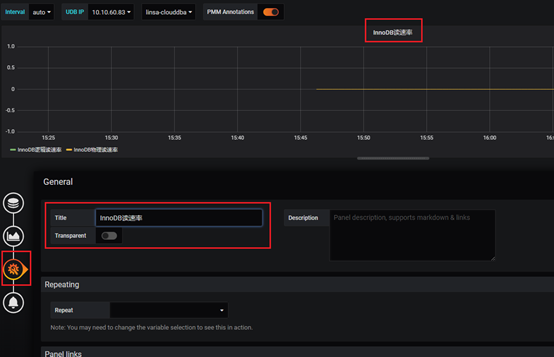 Interval auto UDB IP 10.10.60.83 linsa-clouddba PMM Annotations
InnoDB读速率
1.0
0.5
0
-0.5
-1.0
15:25 15:30 15:35 15:40 15:45 15:50 15:55 16:00
InnoDB逻辑读速率 InnoDB物理读速率
General
Title InnoDB读速率
Description Panel description, supports markdown & links
Transparent
Repeating
Repeat
Note: You may need to change the variable selection to see this in action.
Panel links